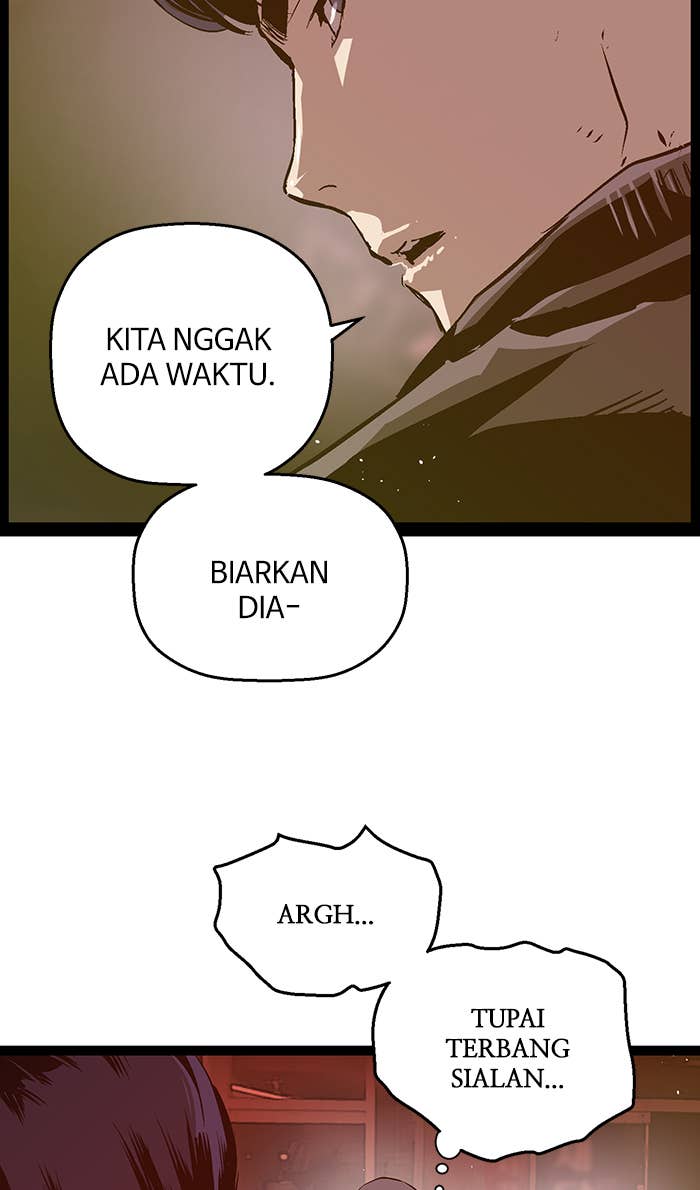 KITA NGGAK
ADA WAKTU.
BIARKAN
DIA-
ARGH...
TUPAI
TERBANG
SIALAN...